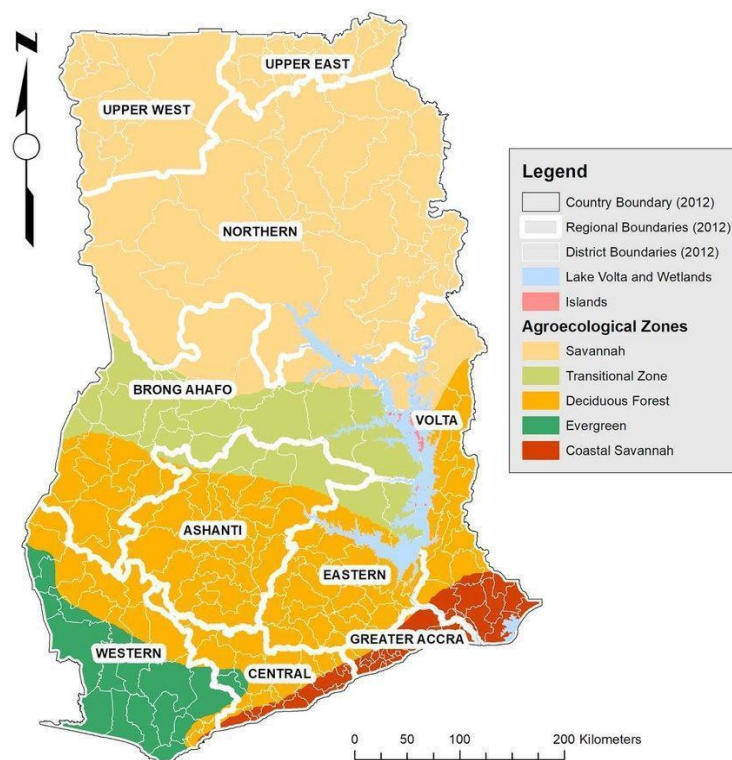 Z
UPPER EAST
UPPER WEST
NORTHERN
BRONG AHAFO
VOLTA
ASHANTI
EASTERN
GREATER ACCRA
WESTERN
CENTRAL
Legend
Country Boundary (2012)
Regional Boundaries (2012)
District Boundaries (2012)
Lake Volta and Wetlands
Islands
Agroecological Zones
Savannah
Transitional Zone
Deciduous Forest
Evergreen
Coastal Savannah
0 50 100 200 Kilometers